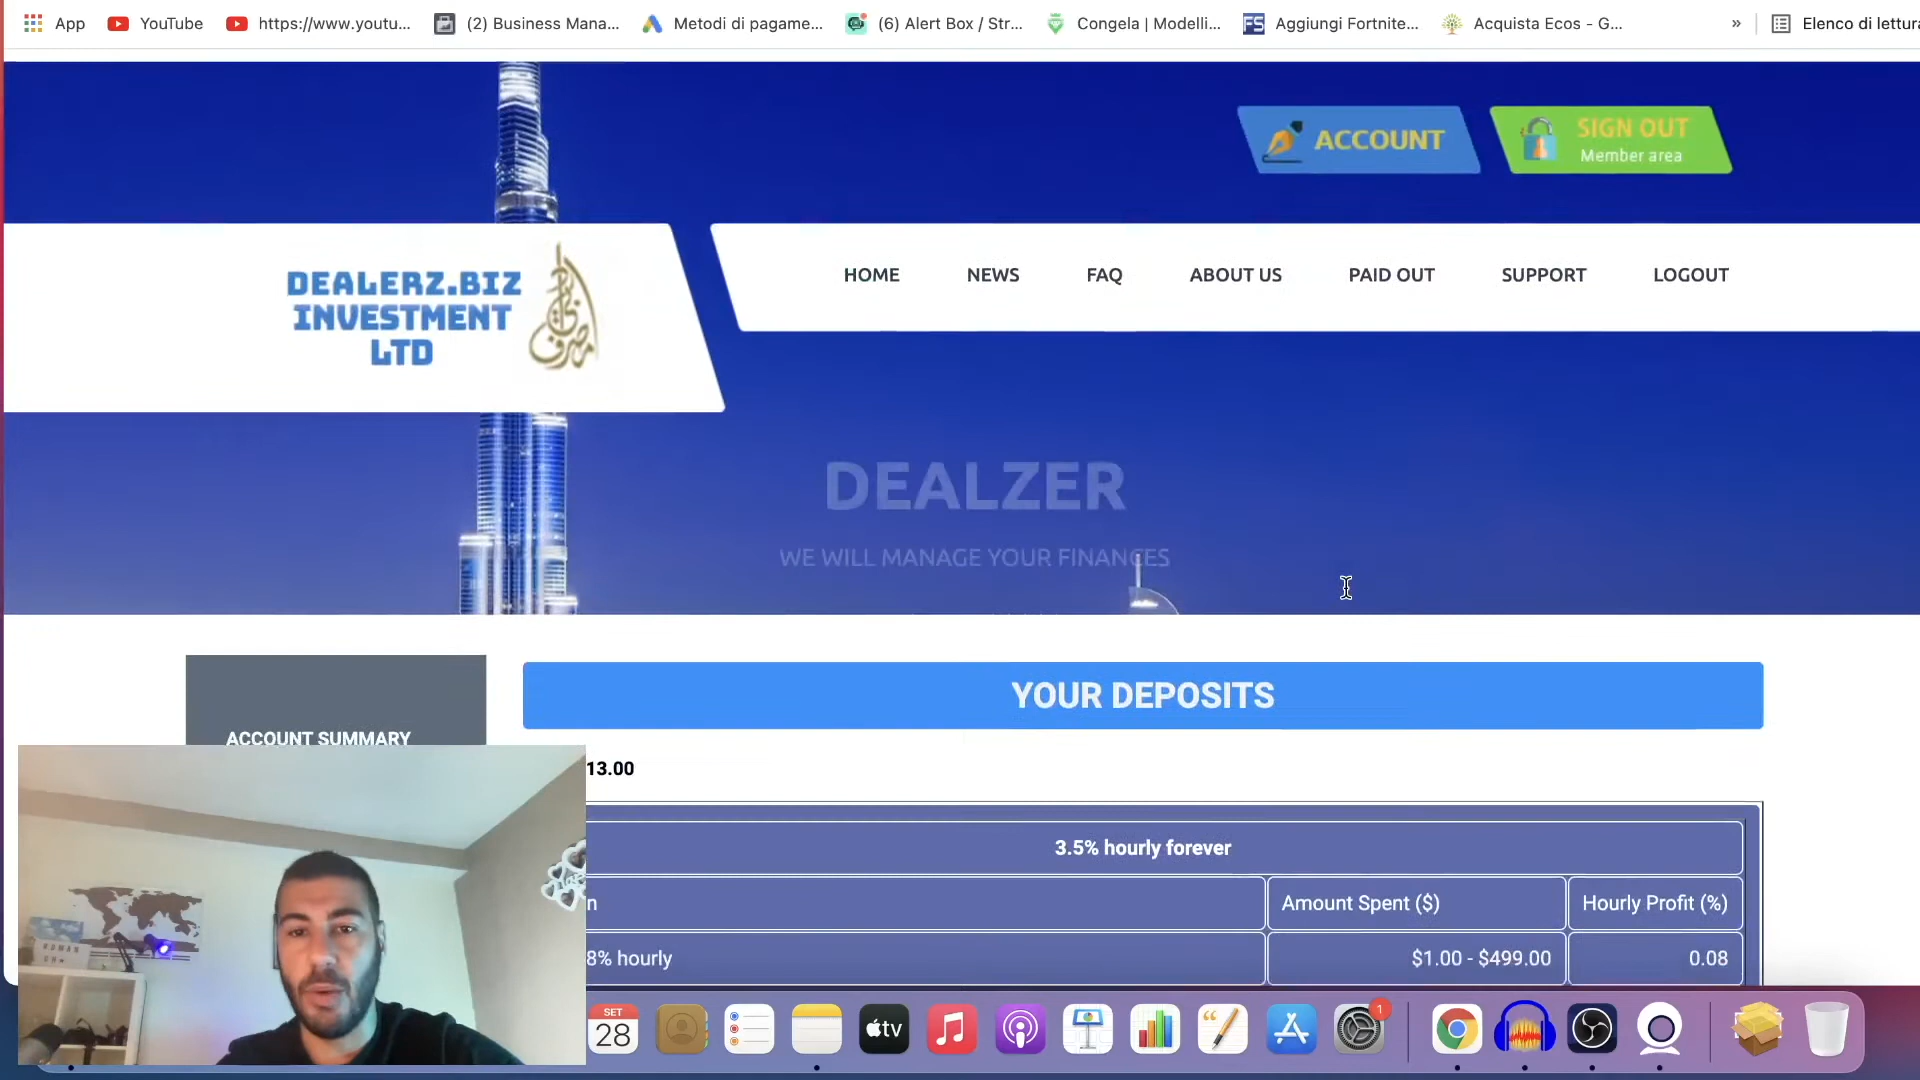 App YouTube https://www.youtu... (2) Business Mana... Metodi di pagame... (6) Alert Box / Str... Congela | Modelli... Aggiungi Fortnite... Acquista Ecos - G... » Elenco di lettura
ACCOUNT
SIGN OUT
Member area
DEALERZ.BIZ
INVESTMENT
LTD
HOME NEWS FAQ ABOUT US PAID OUT SUPPORT LOGOUT
DEALZER
WE WILL MANAGE YOUR FINANCES
YOUR DEPOSITS
ACCOUNT SUMMARY
13.00
3.5% hourly forever
n Amount Spent ($) Hourly Profit (%)
8% hourly $1.00 - $499.00 0.08
SET
28
tv
1